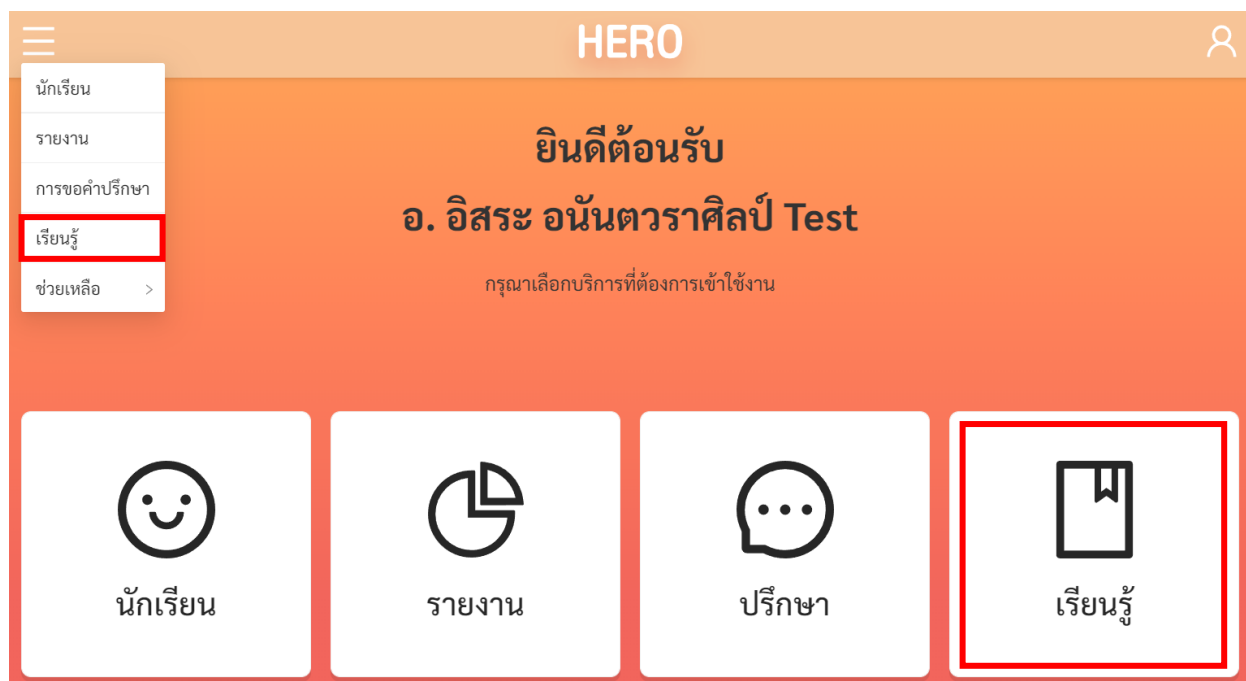 HERO
นักเรียน
รายงาน
การขอคำปรึกษา
เรียนรู้
ช่วยเหลือ >
ยินดีต้อนรับ
อ. อิสระ อนันตวราศิลป์ Test
กรุณาเลือกบริการที่ต้องการเข้าใช้งาน
นักเรียน
รายงาน
ปรึกษา
เรียนรู้